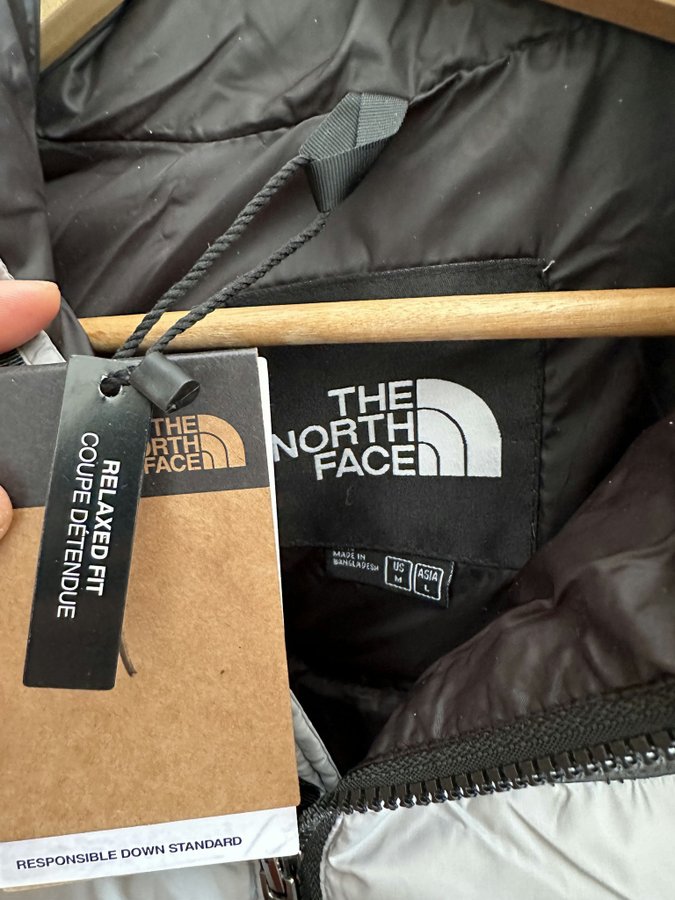 THE
NORTH
FACE
THE
NORTH
FACE
RELAXED FIT
COUPE DÉTENDUE
MADE IN
BANGLADESH
US
M
ASIA
L
RESPONSIBLE DOWN STANDARD